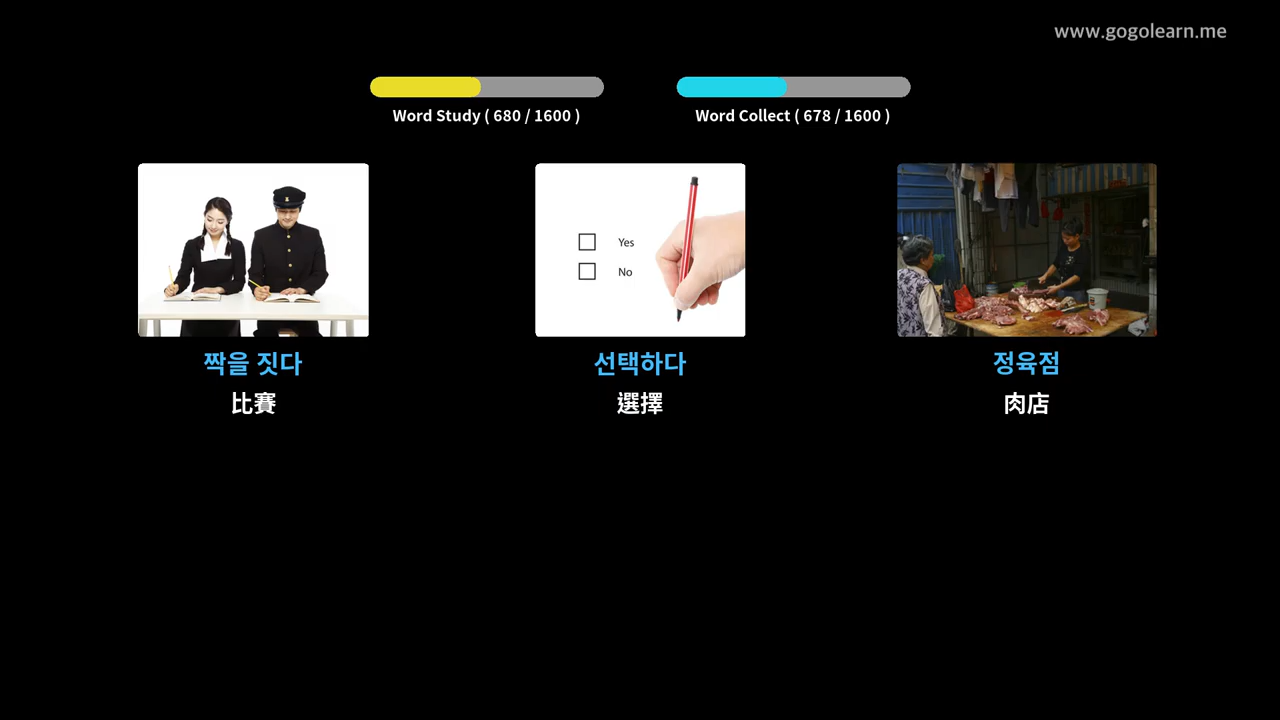 www.gogolearn.me
Word Study ( 680 / 1600 )
Word Collect ( 678 / 1600 )
Yes
No
짝을 짓다
선택하다
정육점
比賽
選擇
肉店